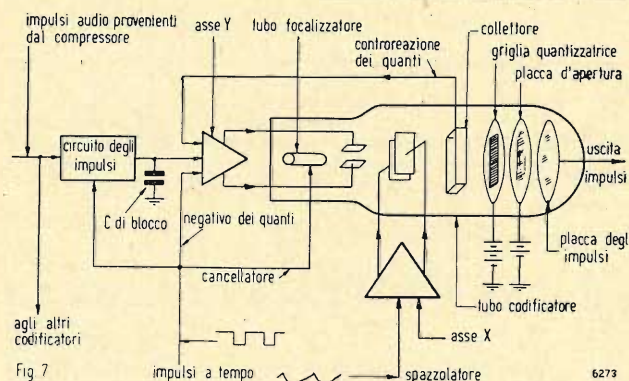 impulsi audio provenienti
dal compressore
asse Y
tubo focalizzatore
controreazione
dei quanti
collettore
griglia quantizzatrice
placca d'apertura
circuito degli
impulsi
uscita
impulsi
C di blocco
negativo dei quanti
placca degl
impulsi
cancellatore
tubo codificatore
agli altri
codificatori
asse X
Fig 7
impulsi a tempo
spazzolatore
6273